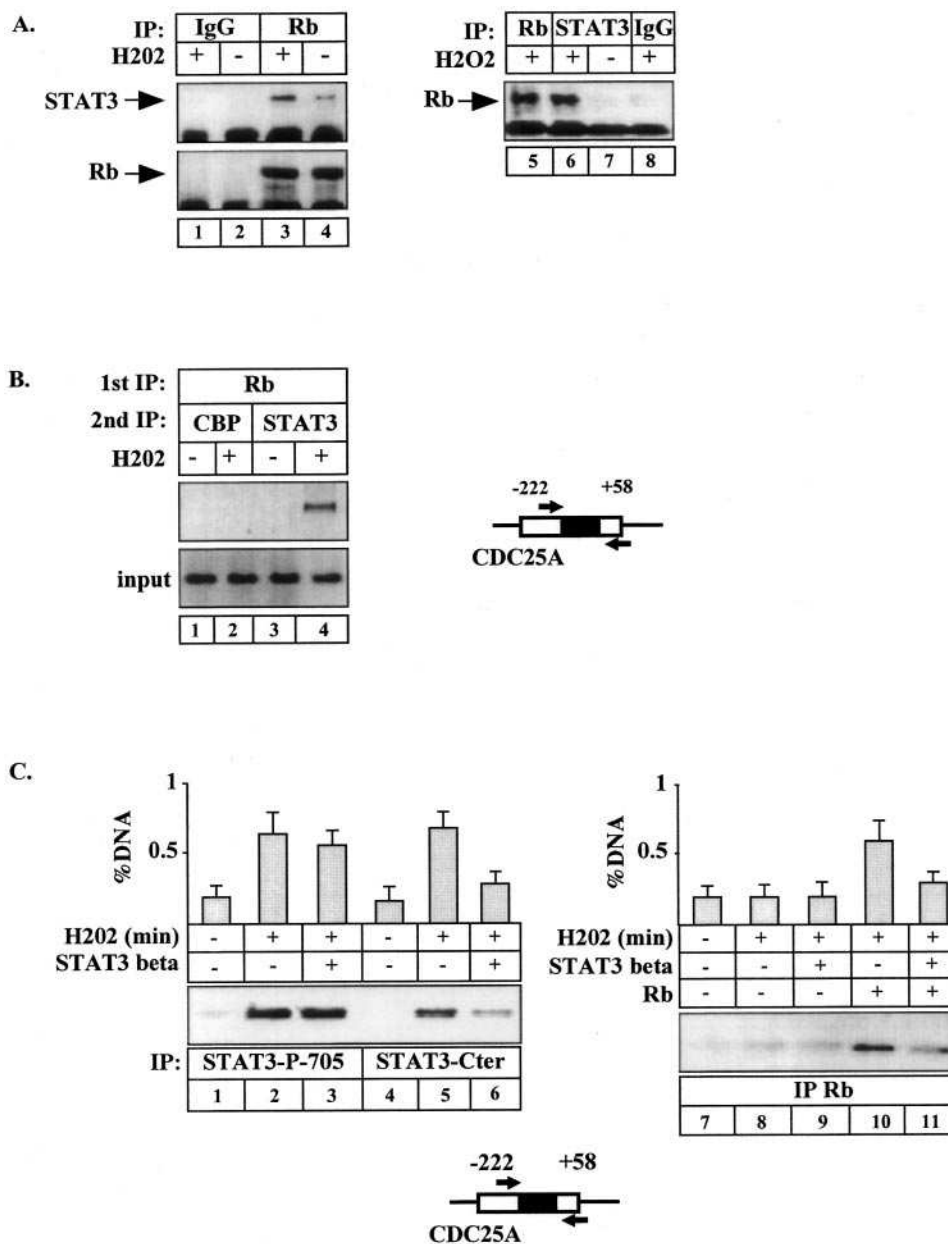 A.
IP: IgG Rb
H202 + - + -
STAT3
Rb
1 2 3 4
IP: Rb STAT3 IgG
H2O2 + + - +
Rb
5 6 7 8
B.
1st IP: Rb
2nd IP: CBP STAT3
H202 - + - +
input
1 2 3 4
-222 +58
CDC25A
C.
1
0.5
%DNA
H202 (min) - + + - + +
STAT3 beta - - + - - +
IP: STAT3-P-705 STAT3-Cter
1 2 3 4 5 6
1
0.5
%DNA
H202 (min) - + + + +
STAT3 beta - - + - +
Rb - - - + +
IP Rb
7 8 9 10 11
-222 +58
CDC25A